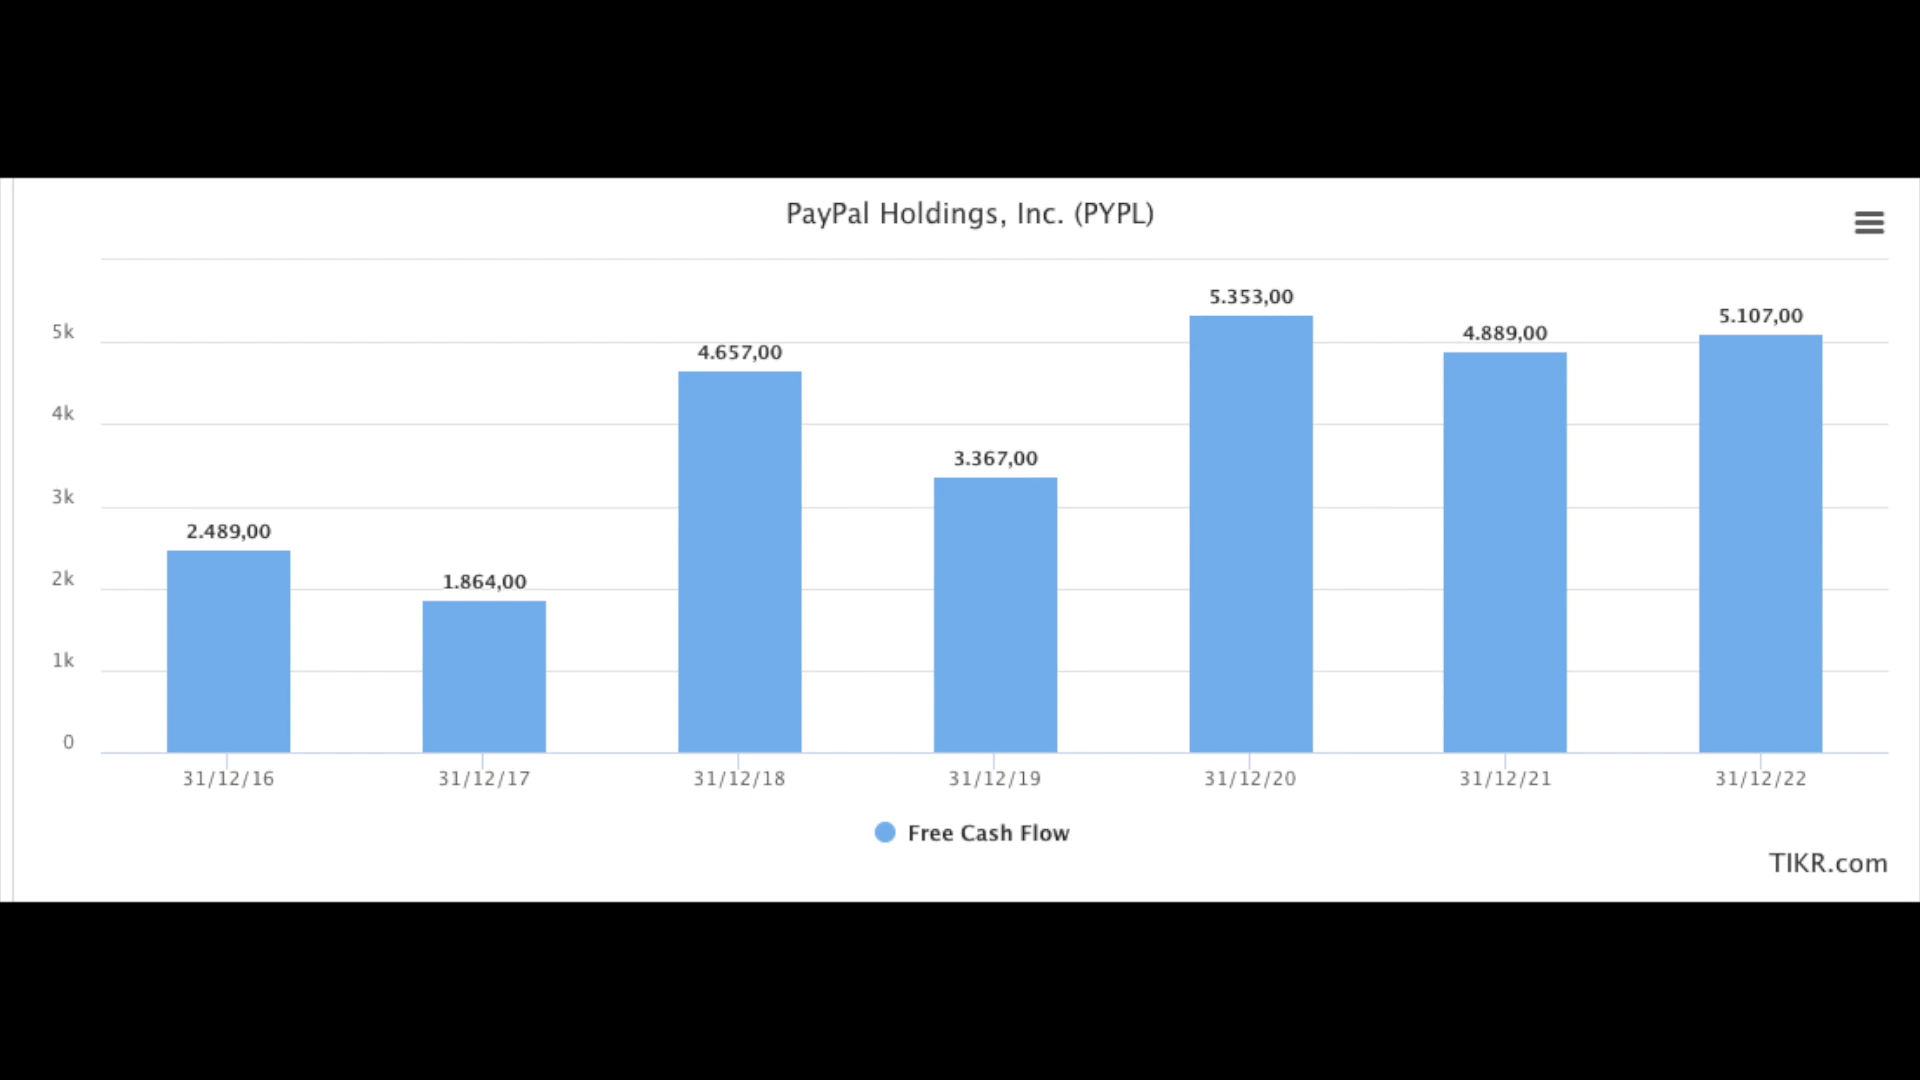 PayPal Holdings, Inc. (PYPL)
5.353,00
5.107,00
5k
4.889,00
4.657,00
4k
3.367,00
3k
2.489,00
2k
1.864,00
1k
0
31/12/16 31/12/17 31/12/18 31/12/19 31/12/20 31/12/21 31/12/22
Free Cash Flow
TIKR.com